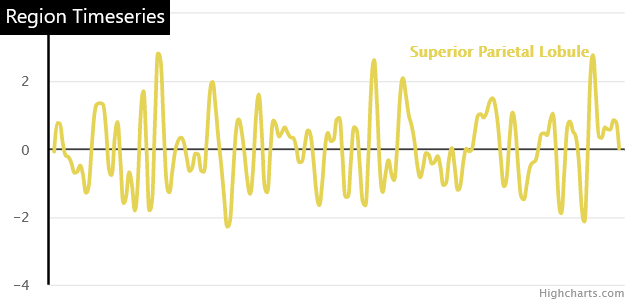 Region Timeseries
Superior Parietal Lobule
2
0
−2
−4
Highcharts.com